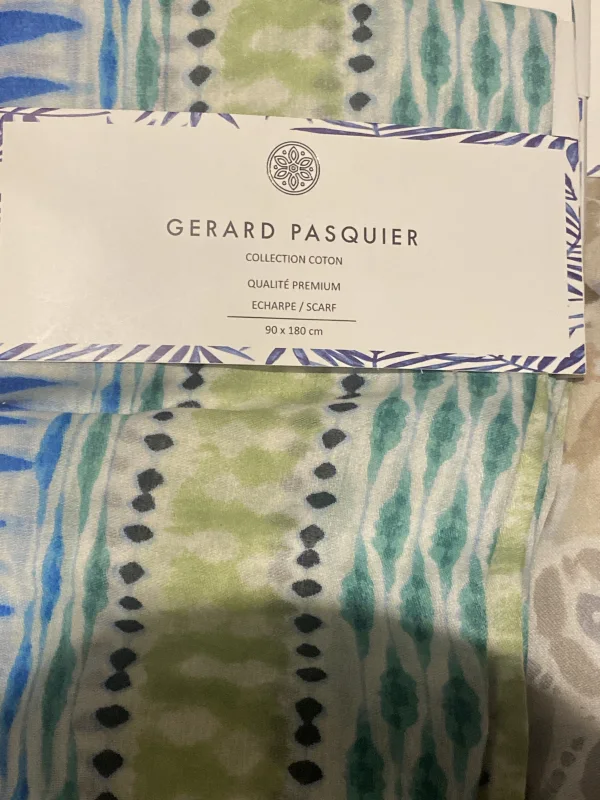 GERARD PASQUIER
COLLECTION COTON
QUALITÉ PREMIUM
ECHARPE / SCARF
90 x 180 cm